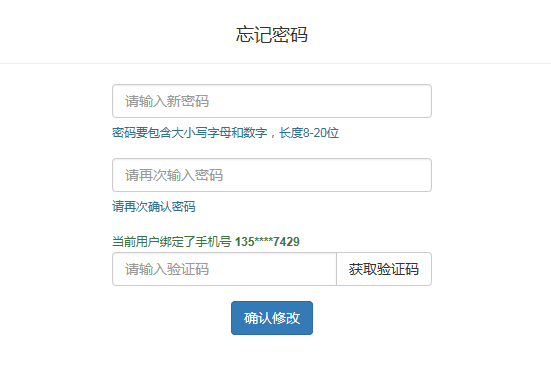 忘记密码
请输入新密码
密码要包含大小写字母和数字，长度8-20位
请再次输入密码
请再次确认密码
当前用户绑定了手机号 135****7429
请输入验证码 获取验证码
确认修改